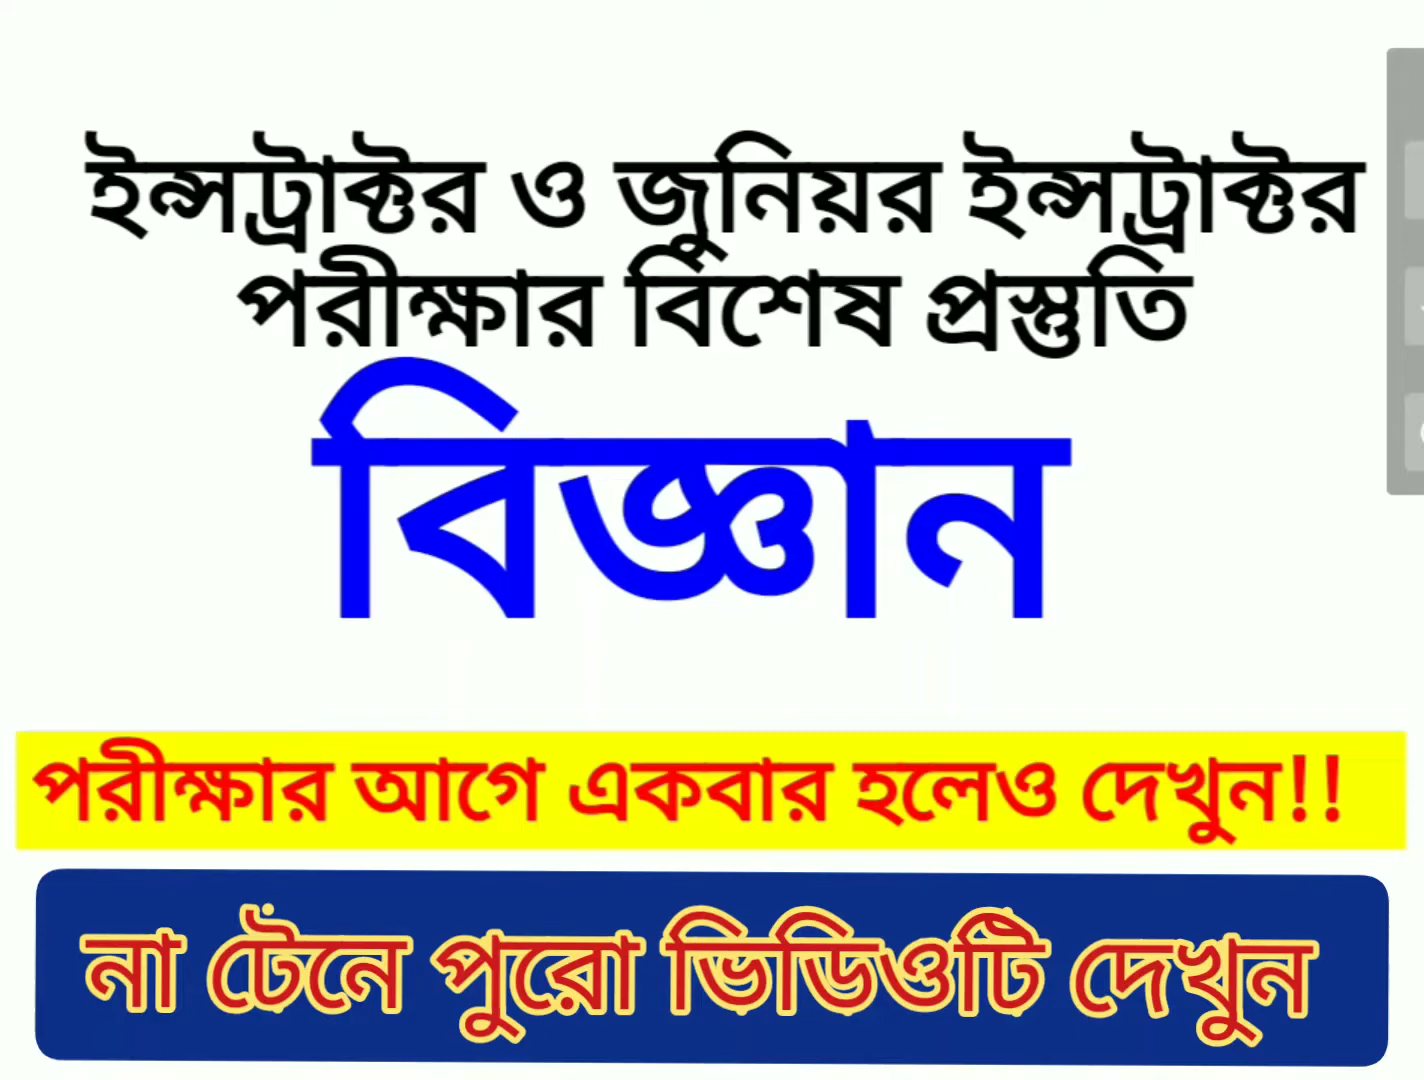 ইন্সট্রাক্টর ও জুনিয়র ইন্সট্রাক্টর
পরীক্ষার বিশেষ প্রস্তুতি
বিজ্ঞান
পরীক্ষার আগে একবার হলেও দেখুন!!
না টেনে পুরো ভিডিওটি দেখুন